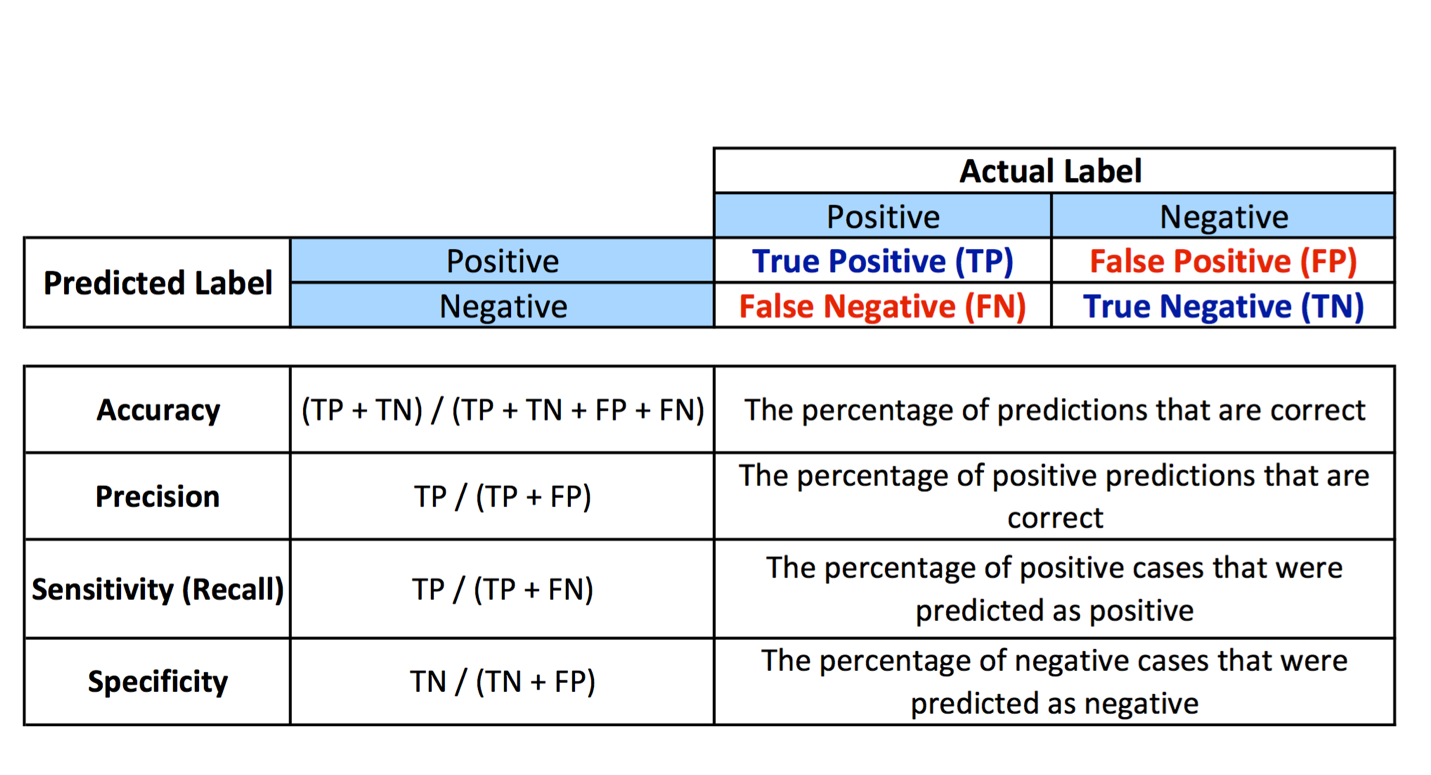 Actual Label
Positive Negative
Predicted Label
Positive True Positive (TP) False Positive (FP)
Negative False Negative (FN) True Negative (TN)
Accuracy (TP + TN) / (TP + TN + FP + FN) The percentage of predictions that are correct
Precision TP / (TP + FP) The percentage of positive predictions that are
correct
Sensitivity (Recall) TP / (TP + FN) The percentage of positive cases that were
predicted as positive
Specificity TN / (TN + FP) The percentage of negative cases that were
predicted as negative